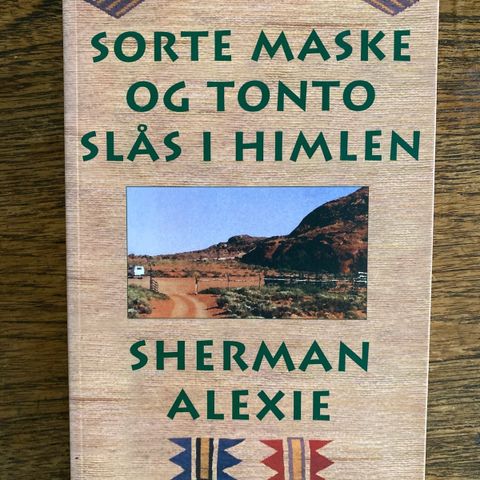 SORTE MASKE
OG TONTO
SLÅS I HIMLEN
SHERMAN
ALEXIE